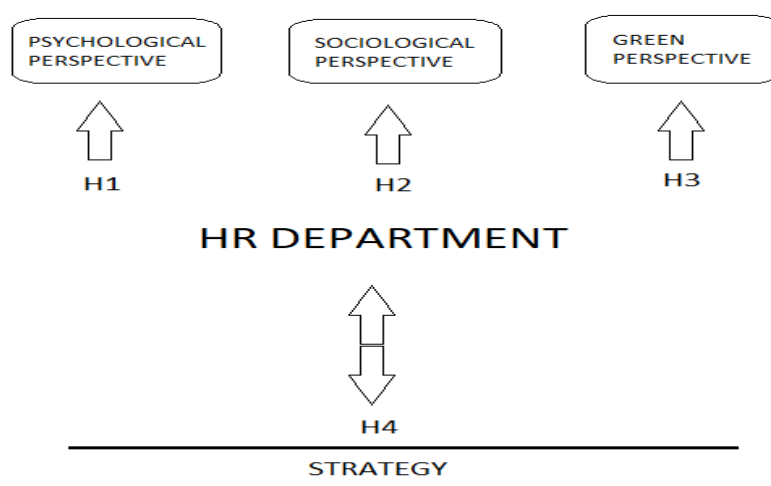 PSYCHOLOGICAL
PERSPECTIVE
SOCIOLOGICAL
PERSPECTIVE
GREEN
PERSPECTIVE
H1
H2
H3
HR DEPARTMENT
H4
STRATEGY